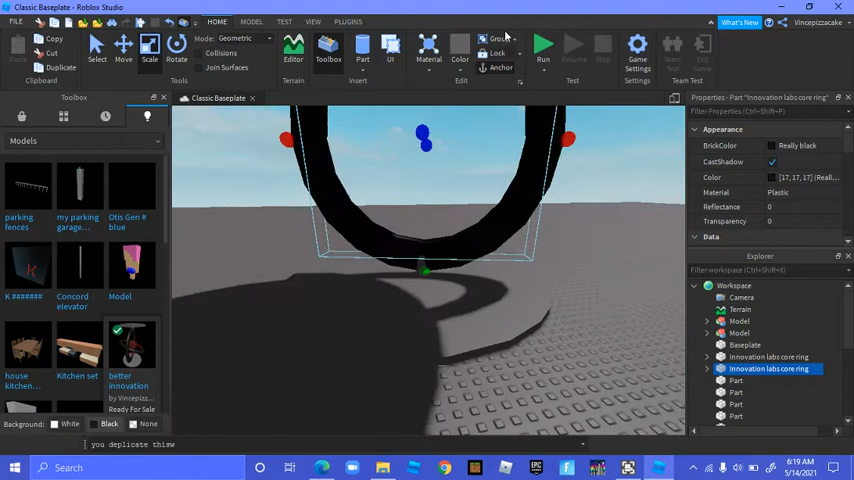 Classic Baseplate - Roblox Studio
FILE HOME MODEL TEST VIEW PLUGINS What's New Vincepizzacake
Paste Copy Cut Duplicate Clipboard
Select Move Scale Rotate Mode: Geometric Collisions Join Surfaces Tools
Editor Terrain
Toolbox Part UI Insert
Material Color Group Lock Anchor Edit
Run Resume Stop Test
Game Settings Settings
Team Test Exit Game Team Test
Toolbox
Models
parking fences
my parking garage...
Otis Gen # blue
K #######
Concord elevator
Model
house kitchen...
Kitchen set
better innovation
by Vincepizz...
Ready For Sale
Background: White Black None
Classic Baseplate
Properties - Part "Innovation labs core ring"
Filter Properties (Ctrl+Shift+P)
Appearance
BrickColor Really black
CastShadow
Color [17, 17, 17] (Reall...
Material Plastic
Reflectance 0
Transparency 0
Data
Explorer
Filter workspace (Ctrl+Shift+X)
Workspace
Camera
Terrain
Model
Model
Baseplate
Innovation labs core ring
Innovation labs core ring
Part
Part
Part
Part
you duplicate thisw
Search
EPIC GAMES
6:19 AM
5/14/2021